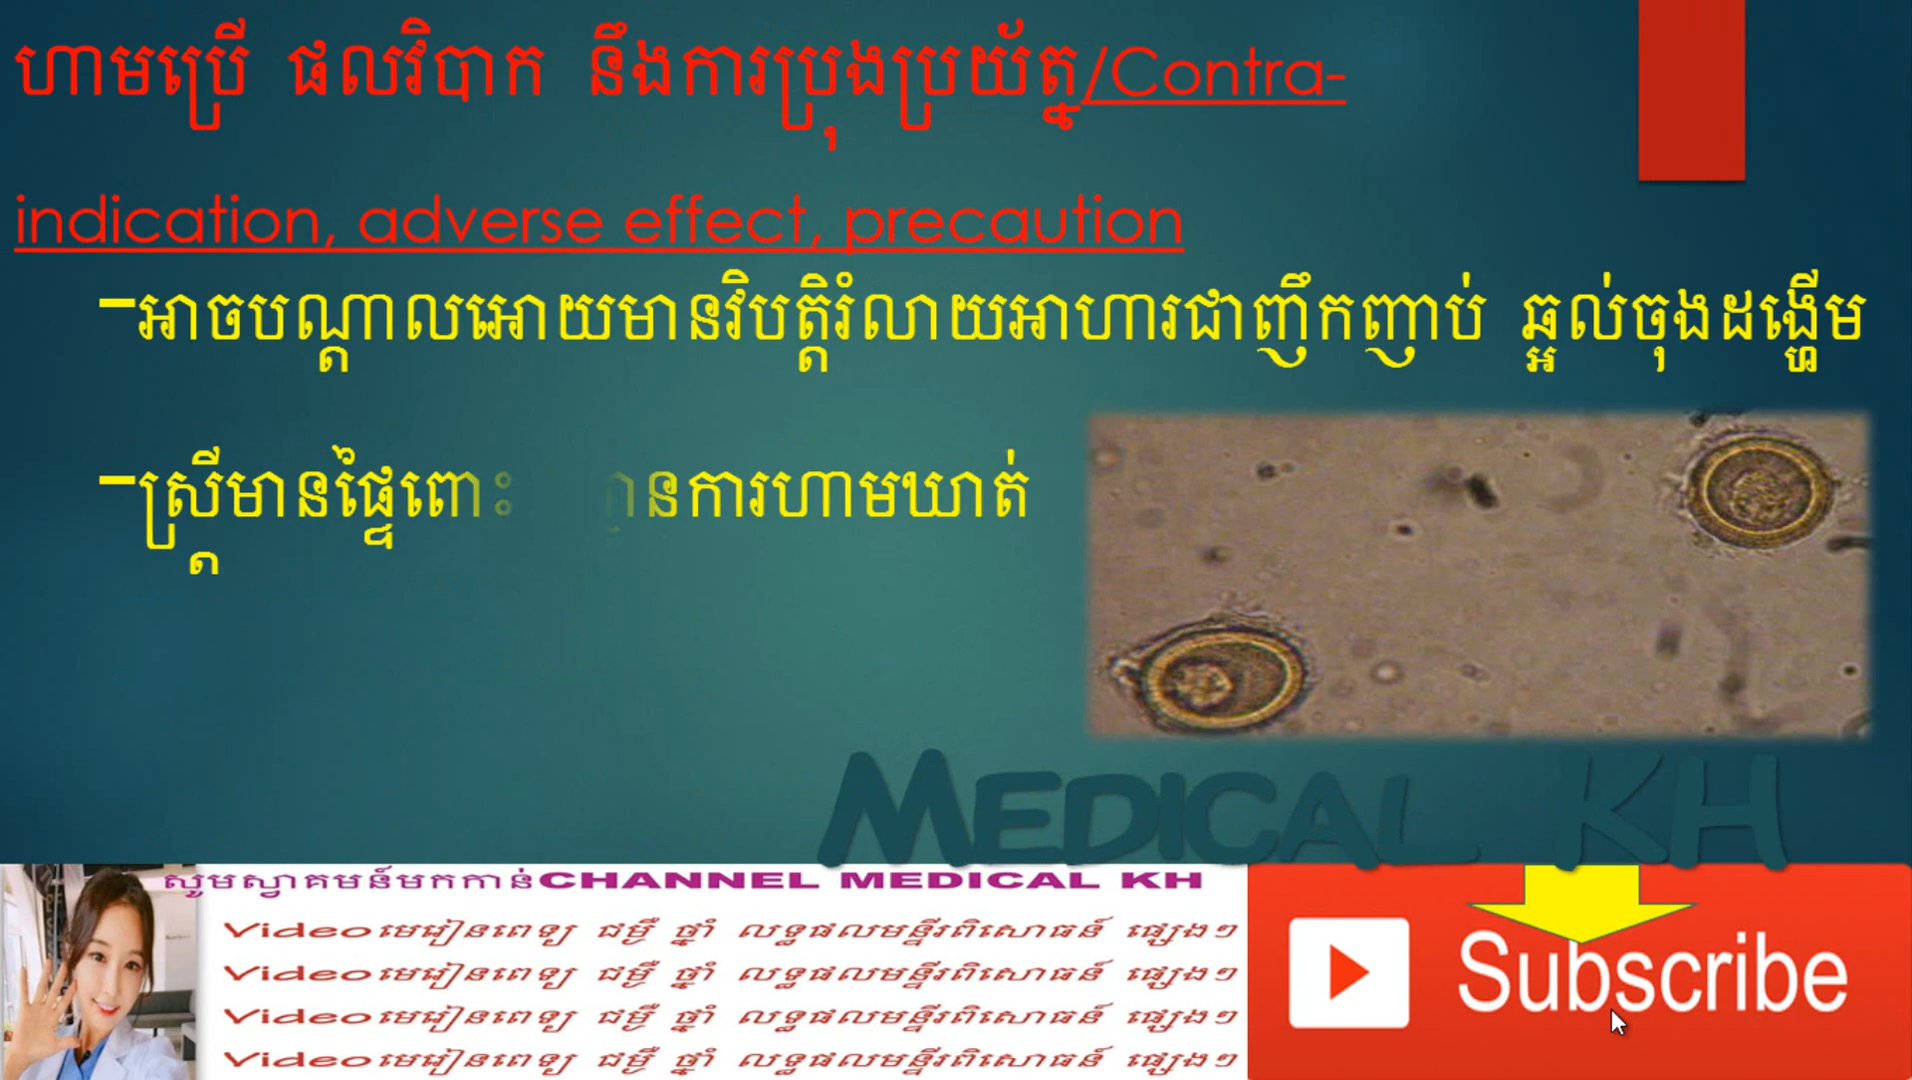 ហាមប្រើ ផលវិបាក នឹងការប្រុងប្រយ័ត្ន/Contra-
indication, adverse effect, precaution
-អាចបណ្តាលអោយមានវិបត្តិរំលាយអាហារជាញឹកញាប់ ឆ្អល់ចុងដង្ហើម
-ស្ត្រីមានផ្ទៃពោះ ការហាមឃាត់
MEDICAL KH
សូមស្វាគមន៍មកកាន់CHANNEL MEDICAL KH
Videoមេរៀនពេទ្យ ជម្ងឺ ថ្នាំ លទ្ធផលមន្ទីរពិសោធន៍ ផ្សេងៗ
Videoមេរៀនពេទ្យ ជម្ងឺ ថ្នាំ លទ្ធផលមន្ទីរពិសោធន៍ ផ្សេងៗ
Videoមេរៀនពេទ្យ ជម្ងឺ ថ្នាំ លទ្ធផលមន្ទីរពិសោធន៍ ផ្សេងៗ
Videoមេរៀនពេទ្យ ជម្ងឺ ថ្នាំ លទ្ធផលមន្ទីរពិសោធន៍ ផ្សេងៗ
Subscribe